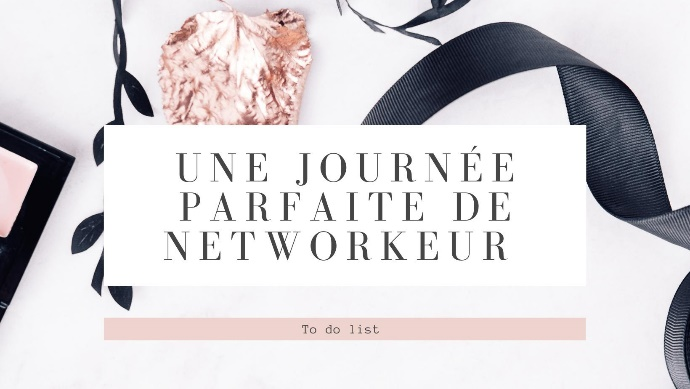 UNE JOURNÉE
PARFAITE DE
NETWORKEUR
To do list